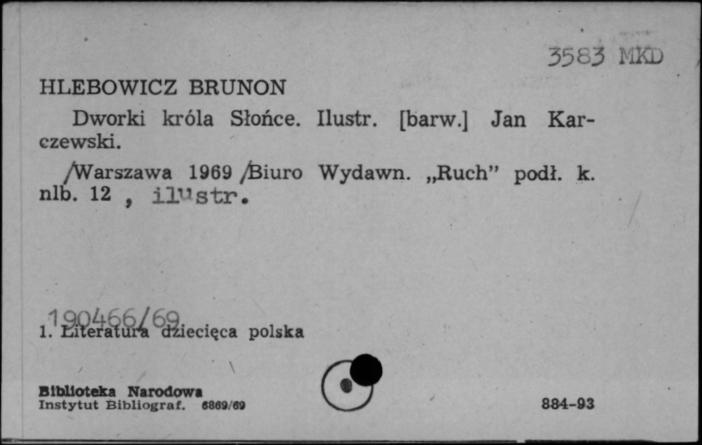 3583 MKD
HLEBOWICZ BRUNON
Dworki króla Słońce. Ilustr. [barw.] Jan Kar-
czewski.
/Warszawa 1969 /Biuro Wydawn. „Ruch” podł. k.
nlb. 12 , ilustr.
190466/69
1. Literatura dziecięca polska
Biblioteka Narodowa
Instytut Bibliograf. 6869/69
884-93